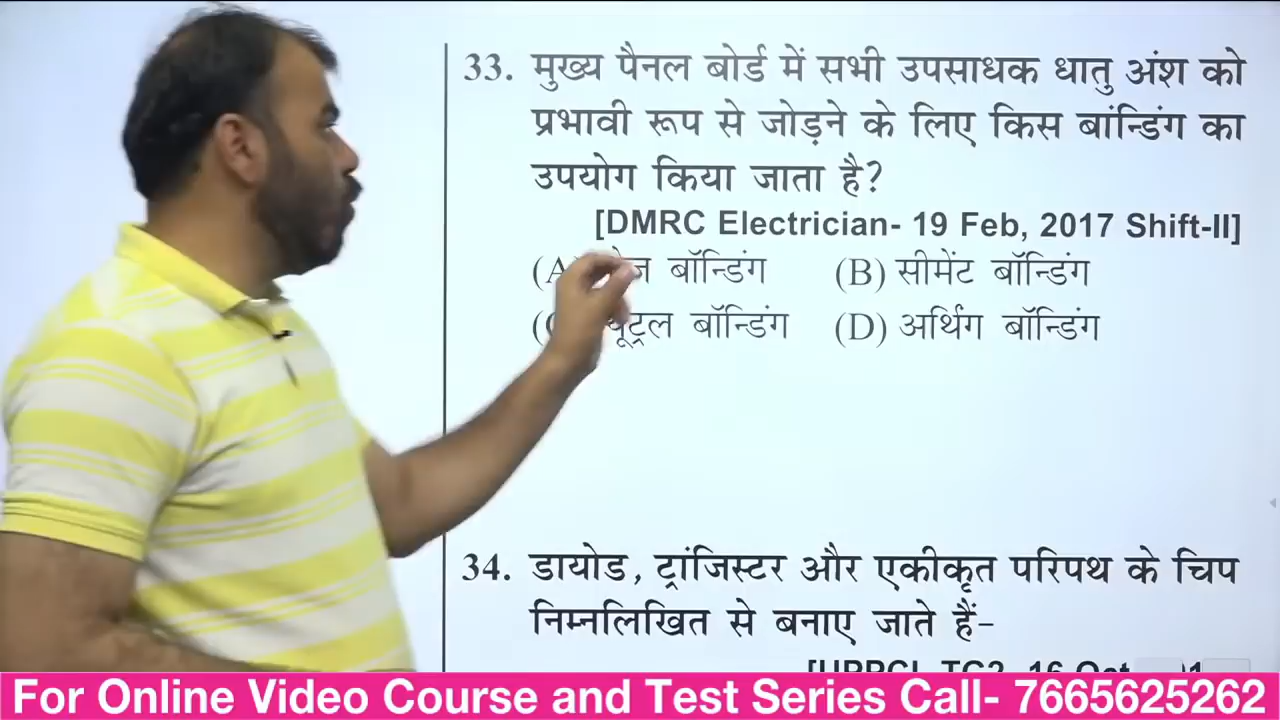 33. मुख्य पैनल बोर्ड में सभी उपसाधक धातु अंश को
प्रभावी रूप से जोड़ने के लिए किस बांन्डिंग का
उपयोग किया जाता है?
[DMRC Electrician- 19 Feb, 2017 Shift-II]
बॉन्डिंग (B) सीमेंट बॉन्डिंग
बॉन्डिंग (D) अर्थिंग बॉन्डिंग
34. डायोड, ट्रांजिस्टर और एकीकृत परिपथ के चिप
निम्नलिखित से बनाए जाते हैं-
For Online Video Course and Test Series Call- 7665625262